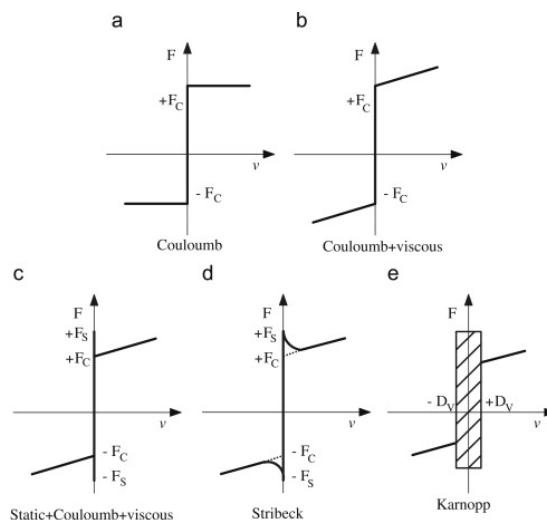 a
b
F
F
+F_C
+F_C
v
v
- F_C
- F_C
Couloumb
Couloumb+viscous
c
d
e
F
F
F
+F_S
+F_S
+F_C
+F_C
- D_V
+D_V
v
v
v
- F_C
- F_C
- F_S
- F_S
Static+Couloumb+viscous
Stribeck
Karnopp